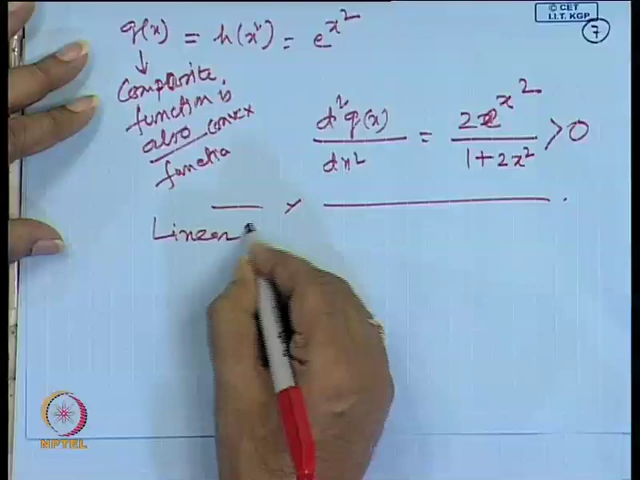 © CET
I.I.T. KGP
7
q(x) = h(x²) = e^{x²}
↓
Composite
function is
also convex
function
d²q(x)/dx² = 2e^{x²}/1+2x² > 0
Linear
NPTEL